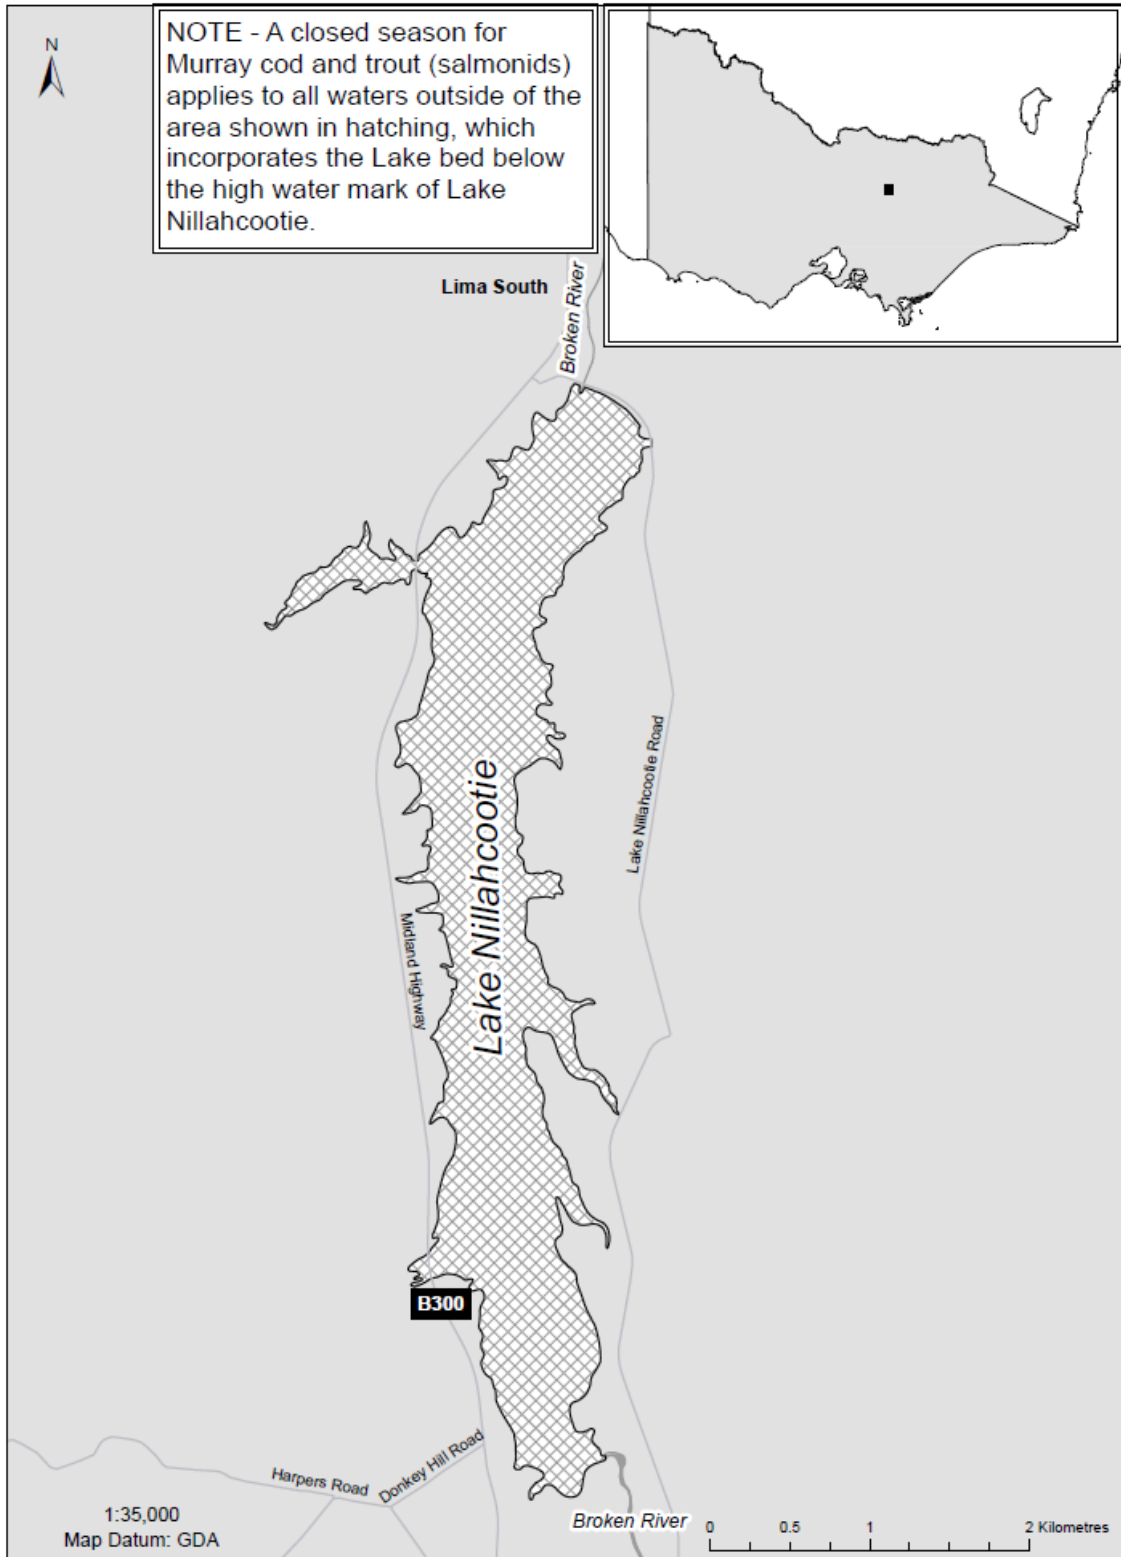 N
NOTE - A closed season for
Murray cod and trout (salmonids)
applies to all waters outside of the
area shown in hatching, which
incorporates the Lake bed below
the high water mark of Lake
Nillahcootie.
Lima South
Broken River
Lake Nillahcootie Road
Lake Nillahcootie
Midland Highway
B300
Donkey Hill Road
Harpers Road
1:35,000
Map Datum: GDA
Broken River
0 0.5 1 2 Kilometres